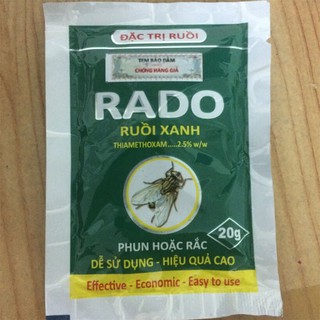 ĐẶC TRỊ RUỒI
TEM BẢO ĐẢM
CHỐNG HÀNG GIẢ
RADO
RUỒI XANH
THIAMETHOXAM.....2.5% w/w
20g
PHUN HOẶC RẮC
DỄ SỬ DỤNG - HIỆU QUẢ CAO
Effective - Economic - Easy to use